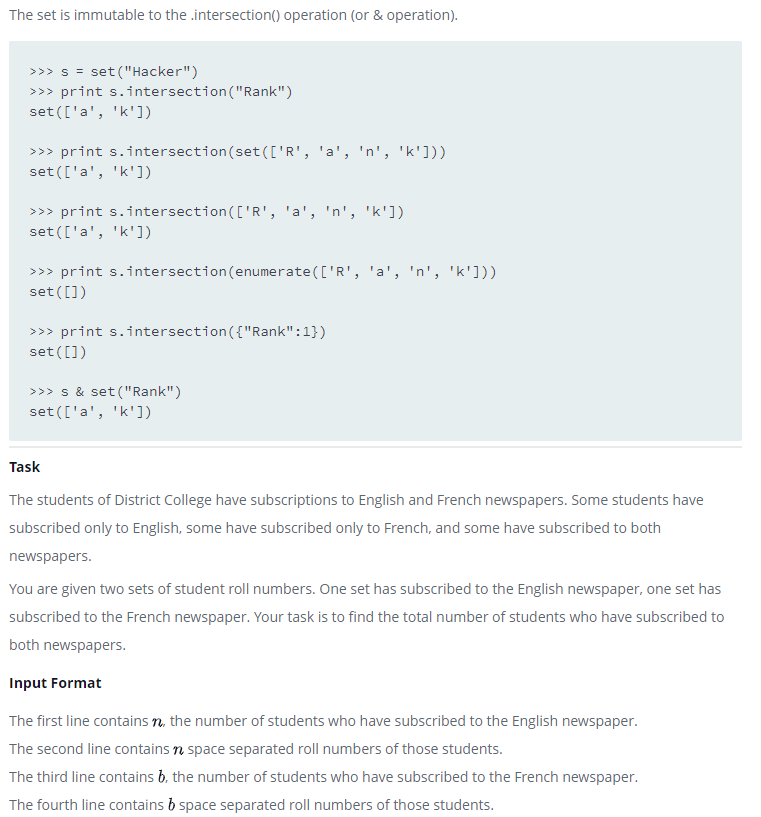 The set is immutable to the .intersection() operation (or & operation).
>>> s = set("Hacker")
>>> print s.intersection("Rank")
set(['a', 'k'])
>>> print s.intersection(set(['R', 'a', 'n', 'k']))
set(['a', 'k'])
>>> print s.intersection(['R', 'a', 'n', 'k'])
set(['a', 'k'])
>>> print s.intersection(enumerate(['R', 'a', 'n', 'k']))
set([])
>>> print s.intersection({"Rank":1})
set([])
>>> s & set("Rank")
set(['a', 'k'])
Task
The students of District College have subscriptions to English and French newspapers. Some students have
subscribed only to English, some have subscribed only to French, and some have subscribed to both
newspapers.
You are given two sets of student roll numbers. One set has subscribed to the English newspaper, one set has
subscribed to the French newspaper. Your task is to find the total number of students who have subscribed to
both newspapers.
Input Format
The first line contains n, the number of students who have subscribed to the English newspaper.
The second line contains n space separated roll numbers of those students.
The third line contains b, the number of students who have subscribed to the French newspaper.
The fourth line contains b space separated roll numbers of those students.